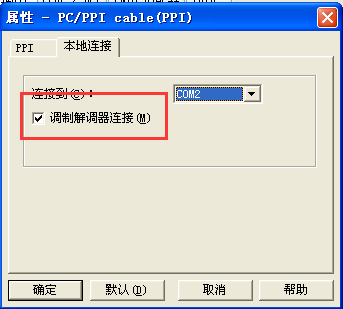 属性 - PC/PPI cable(PPI)
PPI 本地连接
连接到(C): COM2
调制解调器连接(M)
确定 默认(D) 取消 帮助